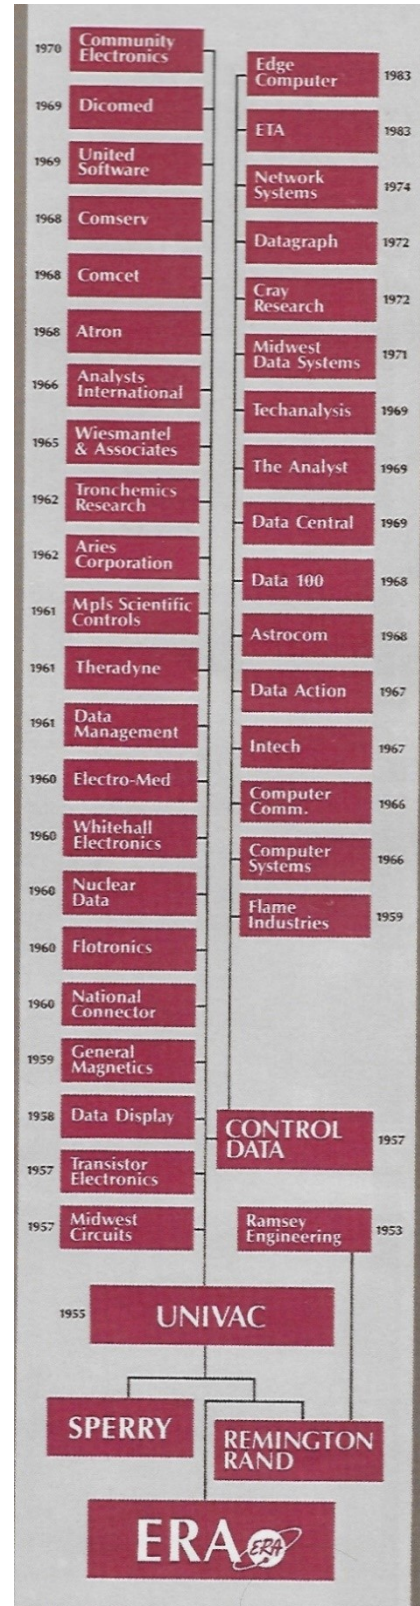 1970
Community
Electronics
1969
Dicomed
1969
United
Software
1968
Comserv
1968
Comcet
1968
Atron
1966
Analysts
International
1965
Wiesmantel
& Associates
1962
Tronchemics
Research
1962
Aries
Corporation
1961
Mpls Scientific
Controls
1961
Theradyne
1961
Data
Management
1960
Electro-Med
1960
Whitehall
Electronics
1960
Nuclear
Data
1960
Flotronics
1960
National
Connector
1959
General
Magnetics
1958
Data Display
1957
Transistor
Electronics
1957
Midwest
Circuits
Edge
Computer
1983
ETA
1983
Network
Systems
1974
Datagraph
1972
Cray
Research
1972
Midwest
Data Systems
1971
Techanalysis
1969
The Analyst
1969
Data Central
1969
Data 100
1968
Astrocom
1968
Data Action
1967
Intech
1967
Computer
Comm.
1966
Computer
Systems
1966
Flame
Industries
1959
CONTROL
DATA
1957
Ramsey
Engineering
1953
1955
UNIVAC
SPERRY
REMINGTON
RAND
ERA
ERA